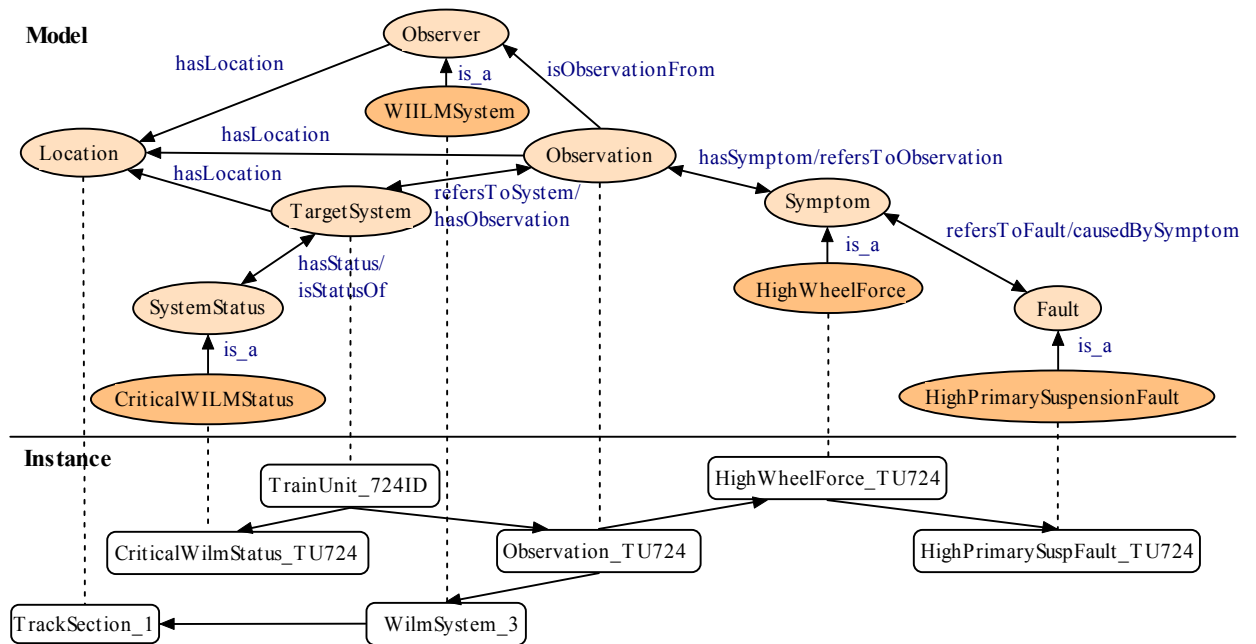 Model
Observer
hasLocation
is_a
isObservationFrom
WIILMSystem
Location
hasLocation
Observation
hasLocation
hasSymptom/refersToObservation
TargetSystem
refersToSystem/
hasObservation
Symptom
refersToFault/causedBySymptom
hasStatus/
isStatusOf
is_a
SystemStatus
HighWheelForce
Fault
is_a
is_a
CriticalWILMStatus
HighPrimarySuspensionFault
Instance
TrainUnit_724ID
HighWheelForce_TU724
CriticalWilmStatus_TU724
Observation_TU724
HighPrimarySuspFault_TU724
TrackSection_1
WilmSystem_3